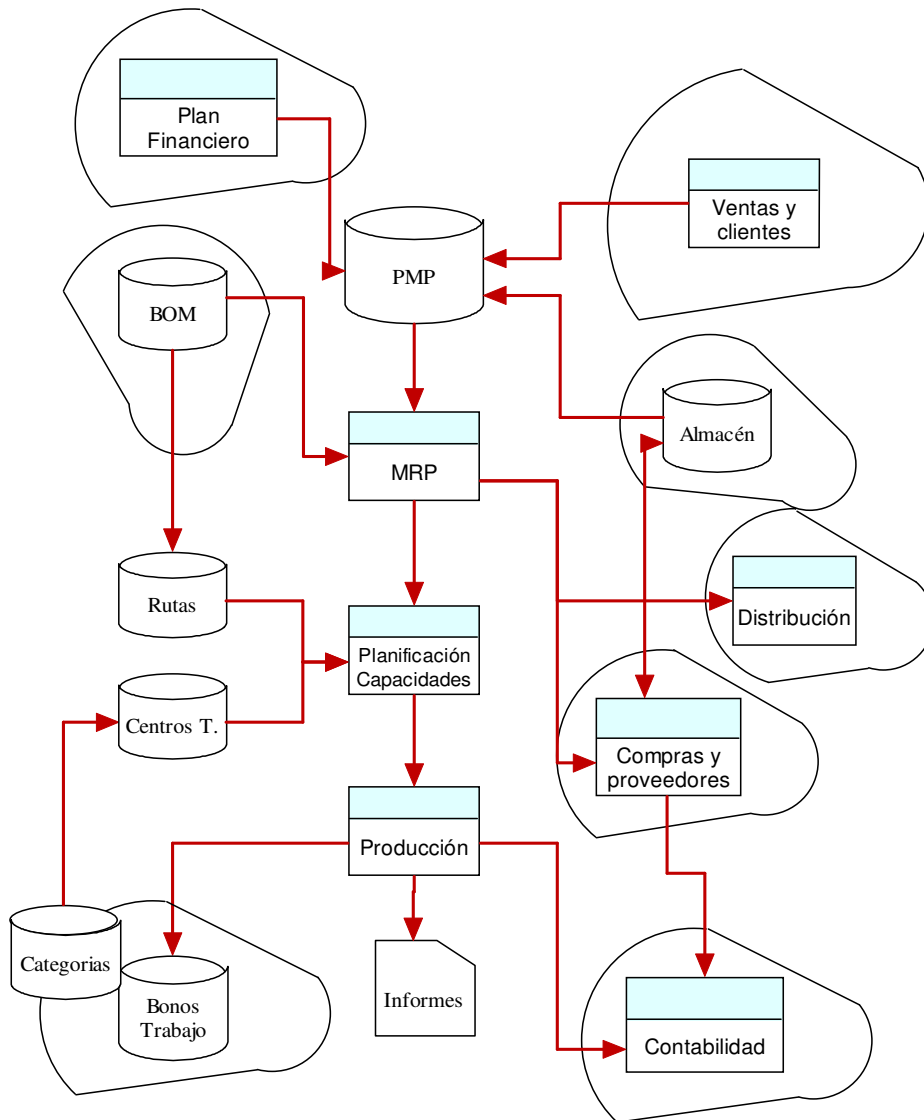 Plan
Financiero
Ventas y
clientes
PMP
BOM
Almacén
MRP
Rutas
Distribución
Planificación
Capacidades
Centros T.
Compras y
proveedores
Producción
Categorias
Bonos
Trabajo
Informes
Contabilidad